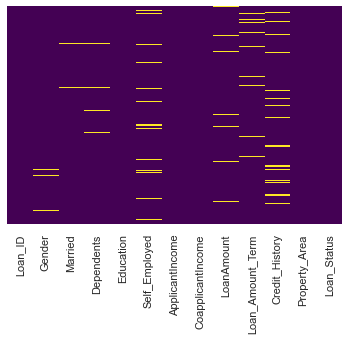 Loan_ID
Gender
Married
Dependents
Education
Self_Employed
ApplicantIncome
CoapplicantIncome
LoanAmount
Loan_Amount_Term
Credit_History
Property_Area
Loan_Status